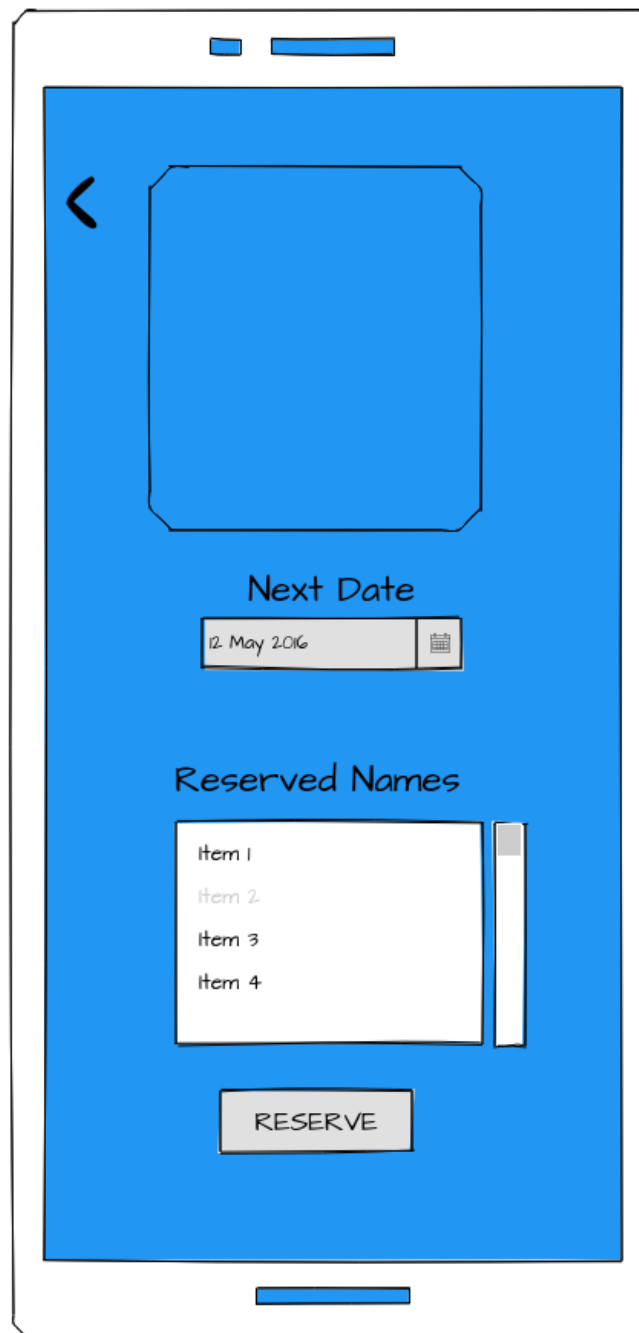 Next Date
12 May 2016
Reserved Names
Item 1
Item 2
Item 3
Item 4
RESERVE